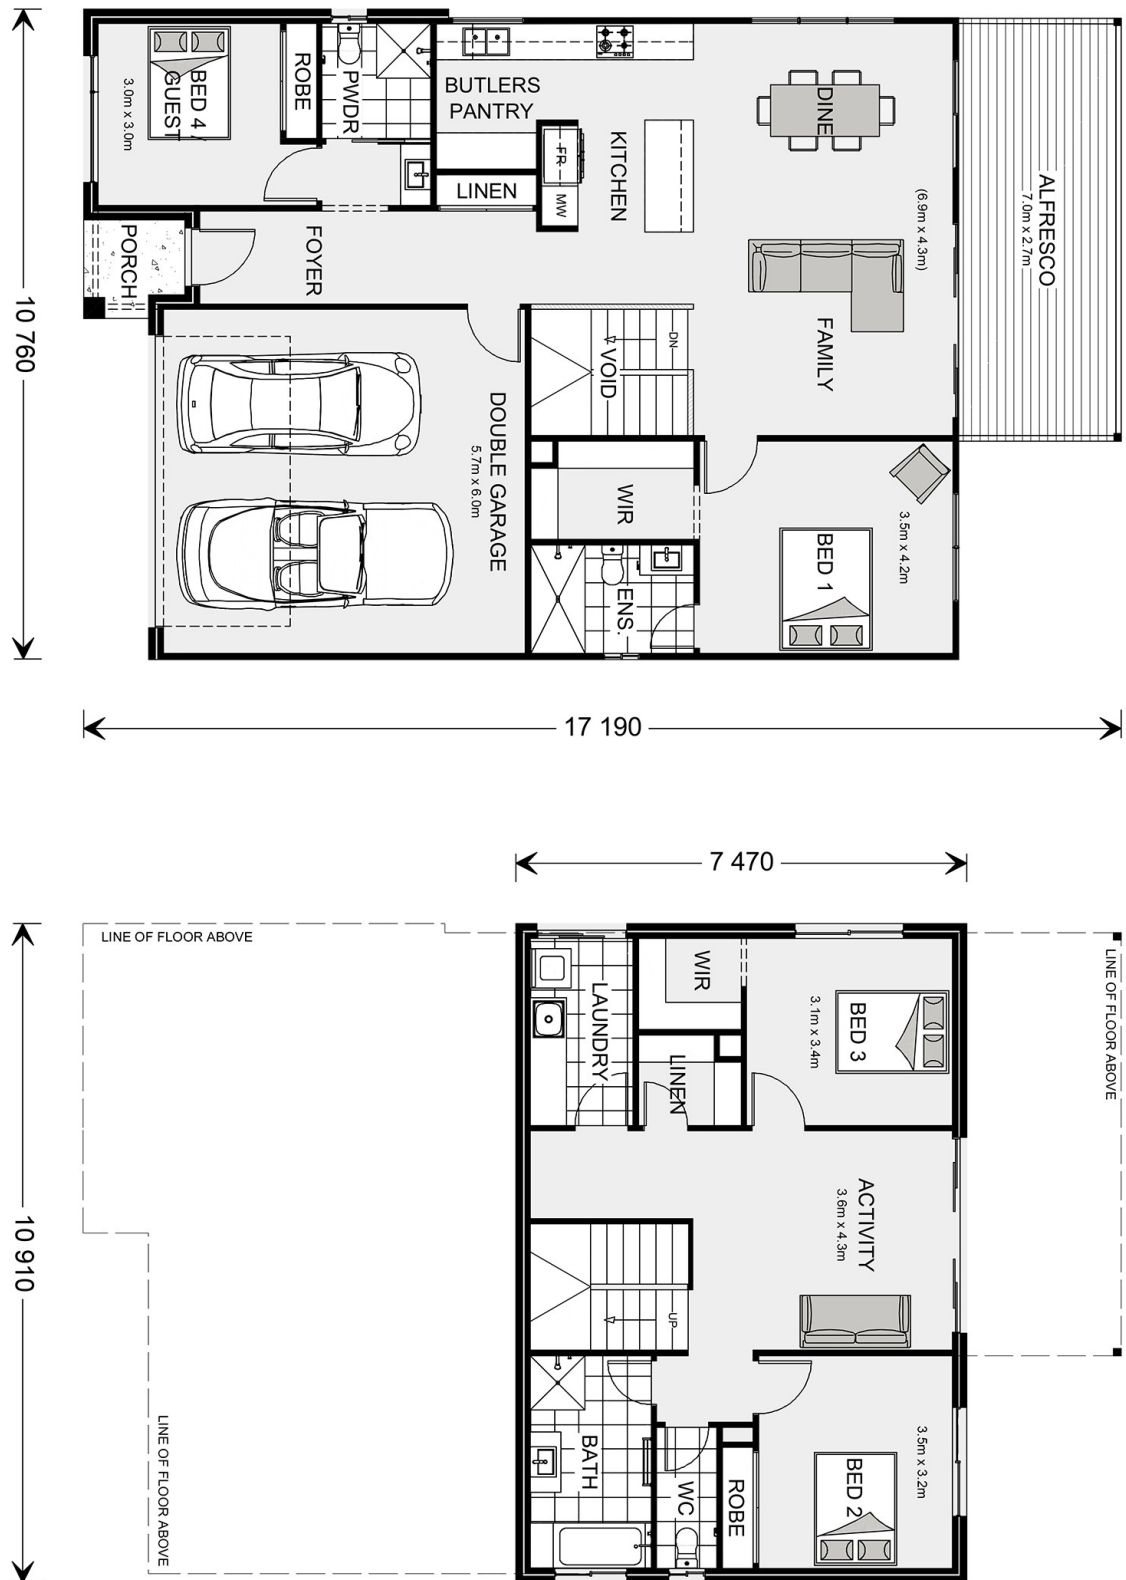 BED 4 /
GUEST
3.0m x 3.0m
ROBE
PWDR
BUTLERS
PANTRY
LINEN
FR
MW
KITCHEN
DINE
(6.9m x 4.3m)
FAMILY
ALFRESCO
7.0m x 2.7m
PORCH
FOYER
DN
VOID
DOUBLE GARAGE
5.7m x 6.0m
WIR
ENS.
BED 1
3.5m x 4.2m
10 760
17 190
7 470
LINE OF FLOOR ABOVE
LAUNDRY
WIR
LINEN
BED 3
3.1m x 3.4m
LINE OF FLOOR ABOVE
ACTIVITY
3.6m x 4.3m
UP
10 910
LINE OF FLOOR ABOVE
BATH
WC
ROBE
BED 2
3.5m x 3.2m